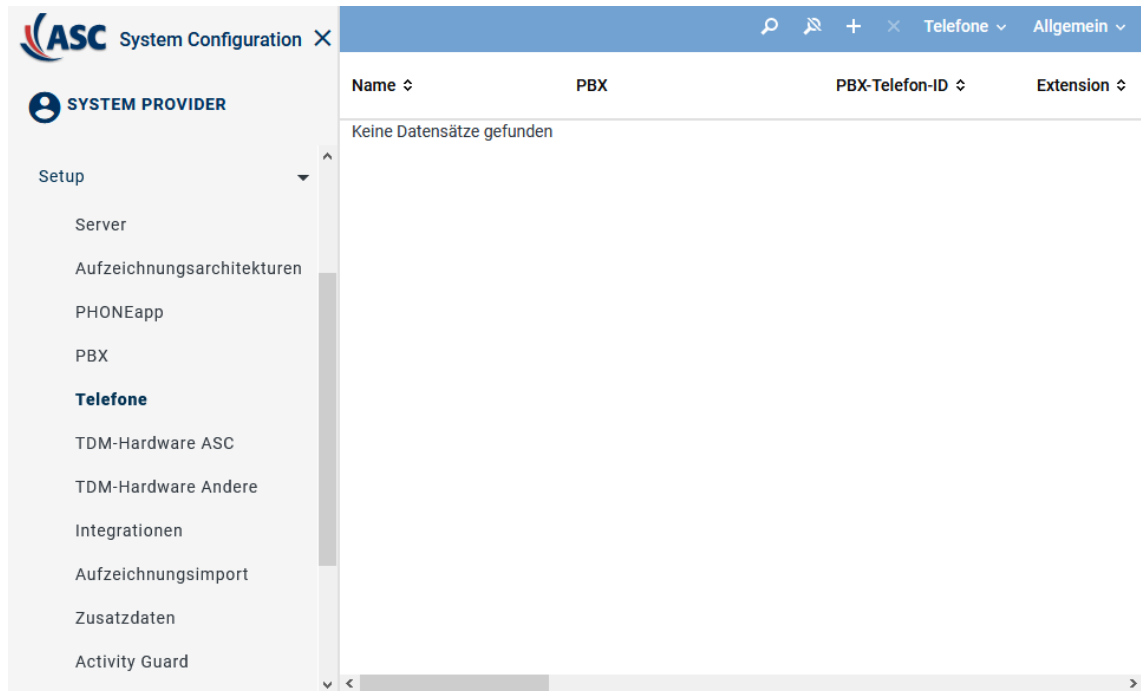 ASC System Configuration
SYSTEM PROVIDER
Setup
Server
Aufzeichnungsarchitekturen
PHONEapp
PBX
Telefone
TDM-Hardware ASC
TDM-Hardware Andere
Integrationen
Aufzeichnungsimport
Zusatzdaten
Activity Guard
Telefone Allgemein
Name PBX PBX-Telefon-ID Extension
Keine Datensätze gefunden